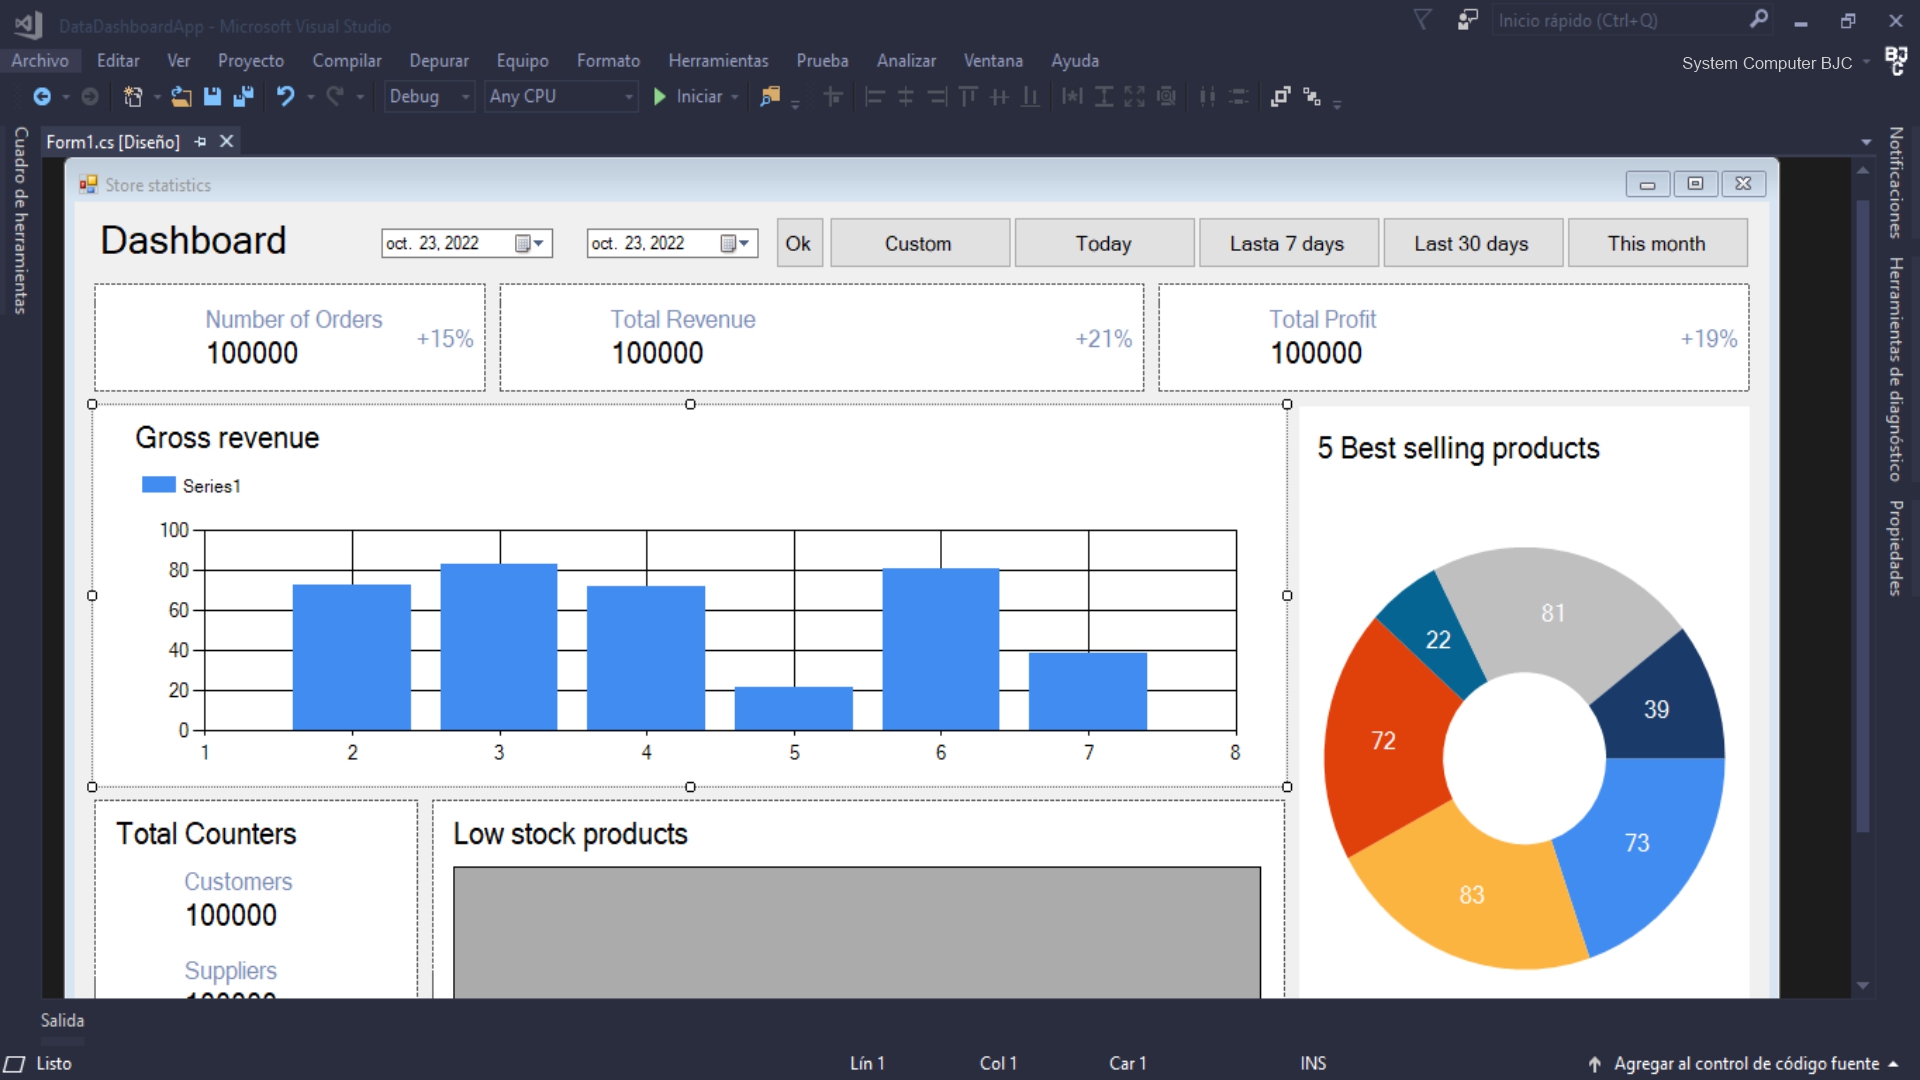 DataDashboardApp - Microsoft Visual Studio
Inicio rápido (Ctrl+Q)
Archivo Editar Ver Proyecto Compilar Depurar Equipo Formato Herramientas Prueba Analizar Ventana Ayuda
System Computer BJC
BJC
Debug Any CPU Iniciar
Form1.cs [Diseño]
Cuadro de herramientas
Notificaciones
Herramientas de diagnóstico
Propiedades
Store statistics
Dashboard
oct. 23, 2022
oct. 23, 2022
Ok
Custom
Today
Lasta 7 days
Last 30 days
This month
Number of Orders
100000
+15%
Total Revenue
100000
+21%
Total Profit
100000
+19%
Gross revenue
Series1
100
80
60
40
20
0
1 2 3 4 5 6 7 8
5 Best selling products
81
22
39
72
73
83
Total Counters
Customers
100000
Suppliers
100000
Low stock products
Salida
Listo
Lín 1
Col 1
Car 1
INS
Agregar al control de código fuente